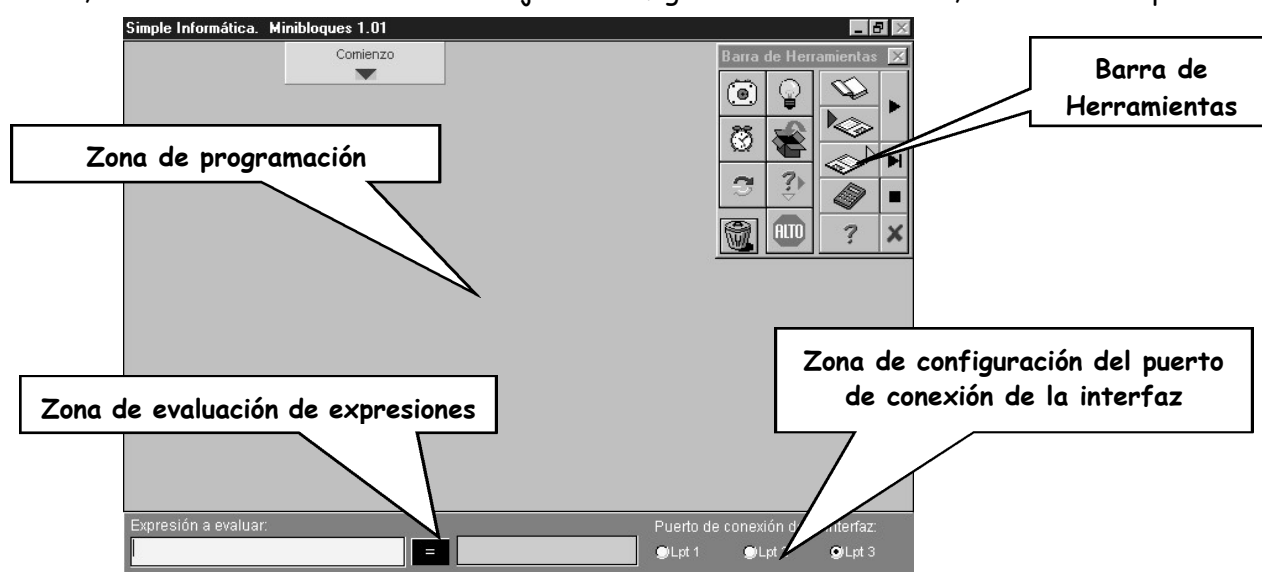 Simple Informática. Minibloques 1.01
Comienzo
Barra de Herramientas
Barra de
Herramientas
Zona de programación
ALTO
Zona de configuración del puerto
de conexión de la interfaz
Zona de evaluación de expresiones
Expresión a evaluar:
=
Puerto de conexión
interfaz:
Lpt 1
Lpt
Lpt 3